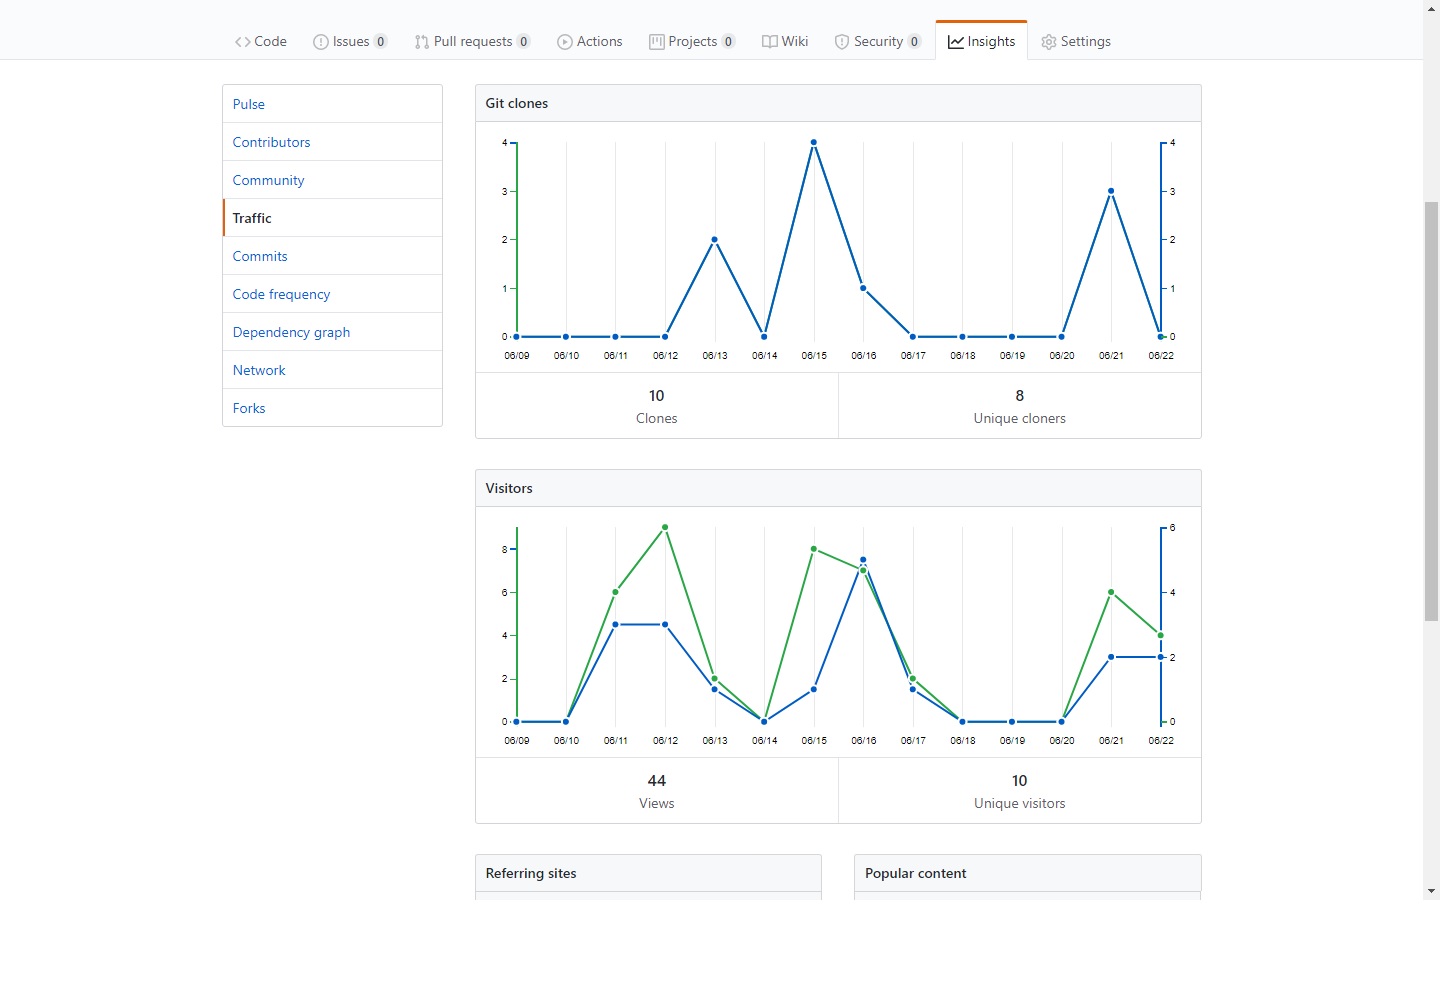 Code Issues 0 Pull requests 0 Actions Projects 0 Wiki Security 0 Insights Settings
Pulse
Contributors
Community
Traffic
Commits
Code frequency
Dependency graph
Network
Forks
Git clones
4 4
3 3
2 2
1 1
0 0
06/09 06/10 06/11 06/12 06/13 06/14 06/15 06/16 06/17 06/18 06/19 06/20 06/21 06/22
10 8
Clones Unique cloners
Visitors
6
8
6 4
4
2 2
0 0
06/09 06/10 06/11 06/12 06/13 06/14 06/15 06/16 06/17 06/18 06/19 06/20 06/21 06/22
44 10
Views Unique visitors
Referring sites Popular content